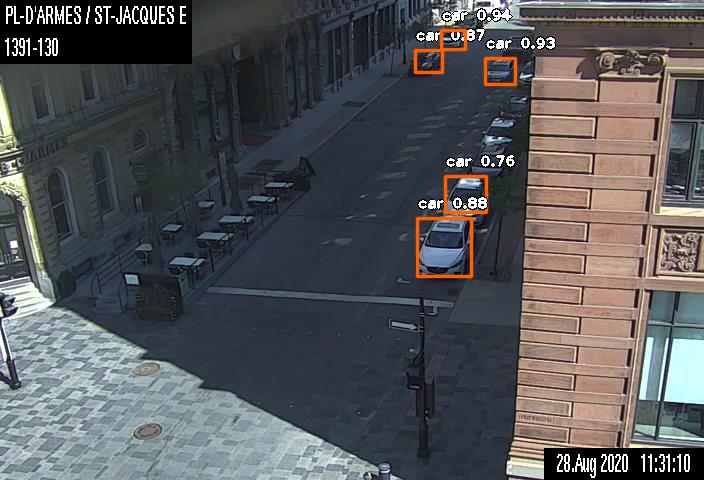 PL-D'ARMES / ST-JACQUES E
1391-130
car 0.94
car 0.87
car 0.93
car 0.76
car 0.88
28.Aug 2020 11:31:10